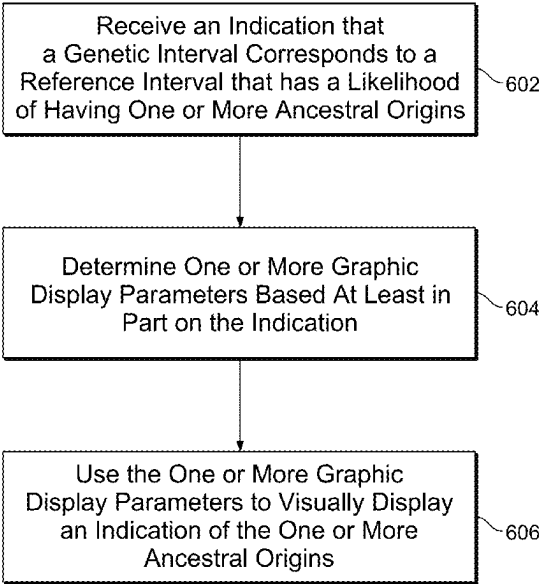 Receive an Indication that
a Genetic Interval Corresponds to a
Reference Interval that has a Likelihood
of Having One or More Ancestral Origins
602
Determine One or More Graphic
Display Parameters Based At Least in
Part on the Indication
604
Use the One or More Graphic
Display Parameters to Visually Display
an Indication of the One or More
Ancestral Origins
606